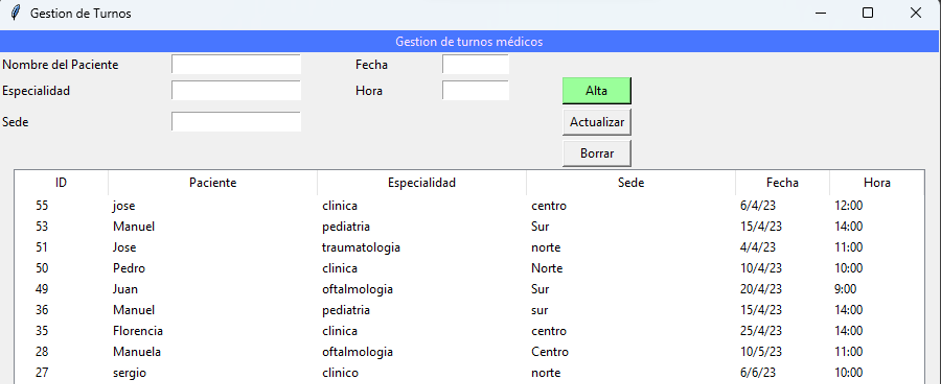 Gestion de Turnos
Gestion de turnos médicos
Nombre del Paciente Fecha
Especialidad Hora Alta
Sede Actualizar
Borrar
ID Paciente Especialidad Sede Fecha Hora
55 jose clinica centro 6/4/23 12:00
53 Manuel pediatria Sur 15/4/23 14:00
51 Jose traumatologia norte 4/4/23 11:00
50 Pedro clinica Norte 10/4/23 10:00
49 Juan oftalmologia Sur 20/4/23 9:00
36 Manuel pediatria sur 15/4/23 14:00
35 Florencia clinica centro 25/4/23 14:00
28 Manuela oftalmologia Centro 10/5/23 11:00
27 sergio clinico norte 6/6/23 10:00